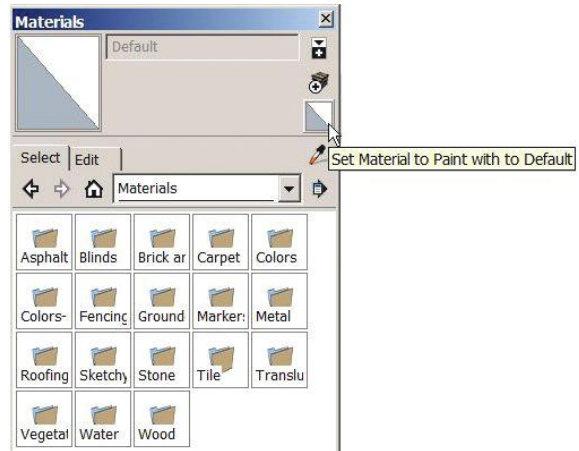 Materials
Default
Select Edit
Set Material to Paint with to Default
Materials
Asphalt Blinds Brick ar Carpet Colors
Colors- Fencing Ground Marker: Metal
Roofing Sketchy Stone Tile Translu
Vegetat Water Wood